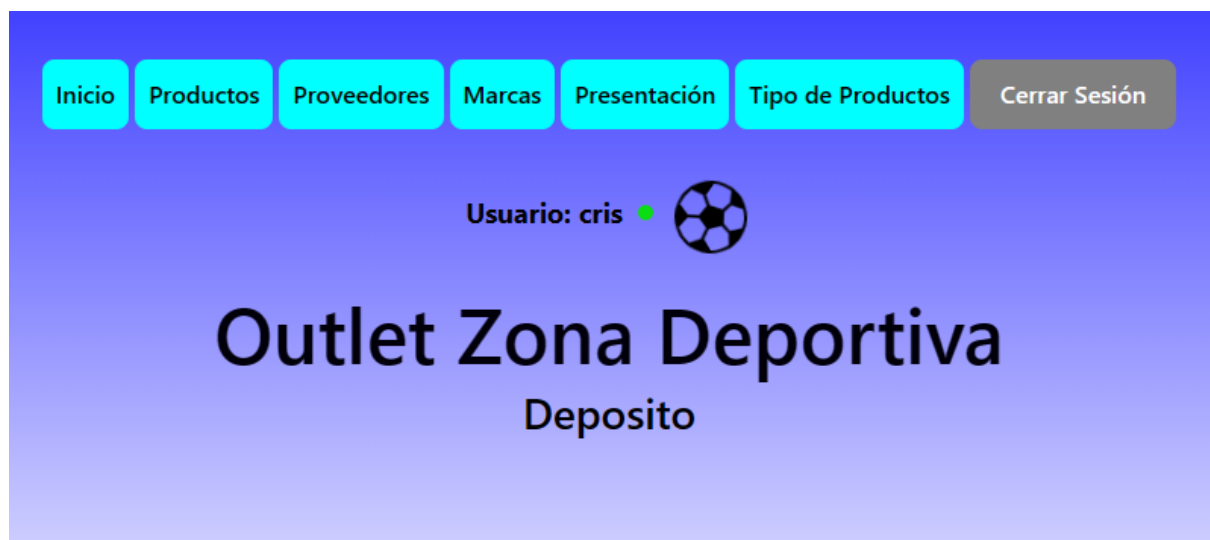 Inicio Productos Proveedores Marcas Presentación Tipo de Productos Cerrar Sesión
Usuario: cris
Outlet Zona Deportiva
Deposito